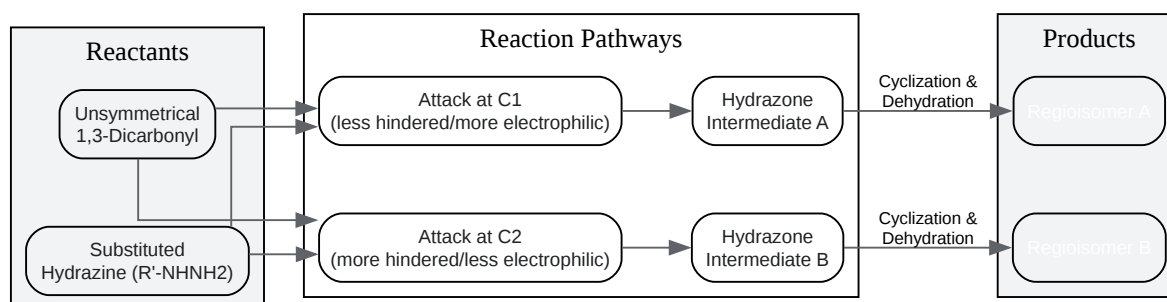 Reactants
Unsymmetrical
1,3-Dicarbonyl
Substituted
Hydrazine (R'-NHNH2)
Reaction Pathways
Attack at C1
(less hindered/more electrophilic)
Hydrazone
Intermediate A
Attack at C2
(more hindered/less electrophilic)
Hydrazone
Intermediate B
Cyclization &
Dehydration
Cyclization &
Dehydration
Products
Regioisomer A
Regioisomer B